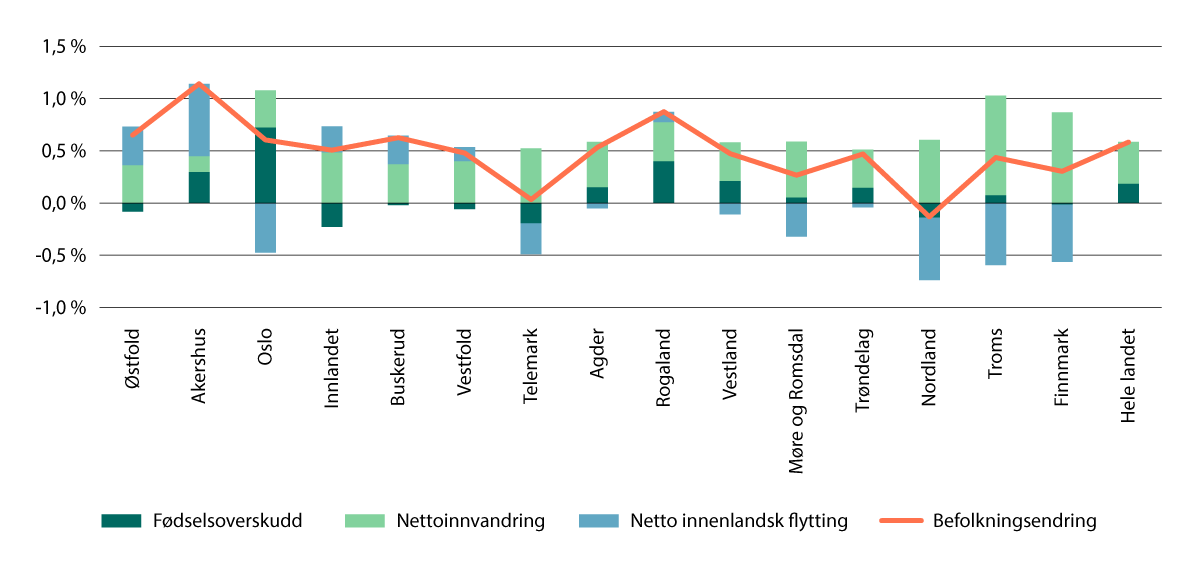 1,5 %
1,0 %
0,5 %
0,0 %
-0,5 %
-1,0 %
Østfold
Akershus
Oslo
Innlandet
Buskerud
Vestfold
Telemark
Agder
Rogaland
Vestland
Møre og Romsdal
Trøndelag
Nordland
Troms
Finnmark
Hele landet
Fødselsoverskudd Nettoinnvandring Netto innenlandsk flytting Befolkningsendring